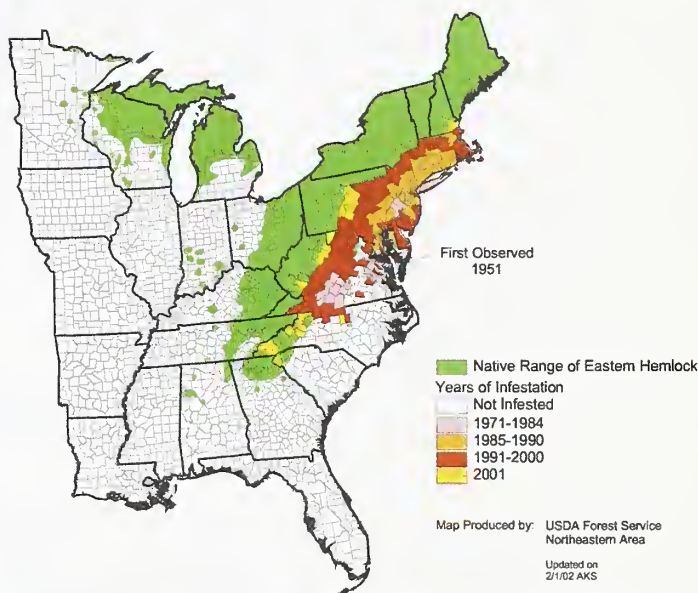 First Observed
1951
Native Range of Eastern Hemlock
Years of Infestation
Not Infested
1971-1984
1985-1990
1991-2000
2001
Map Produced by: USDA Forest Service
Northeastern Area
Updated on
2/1/02 AKS